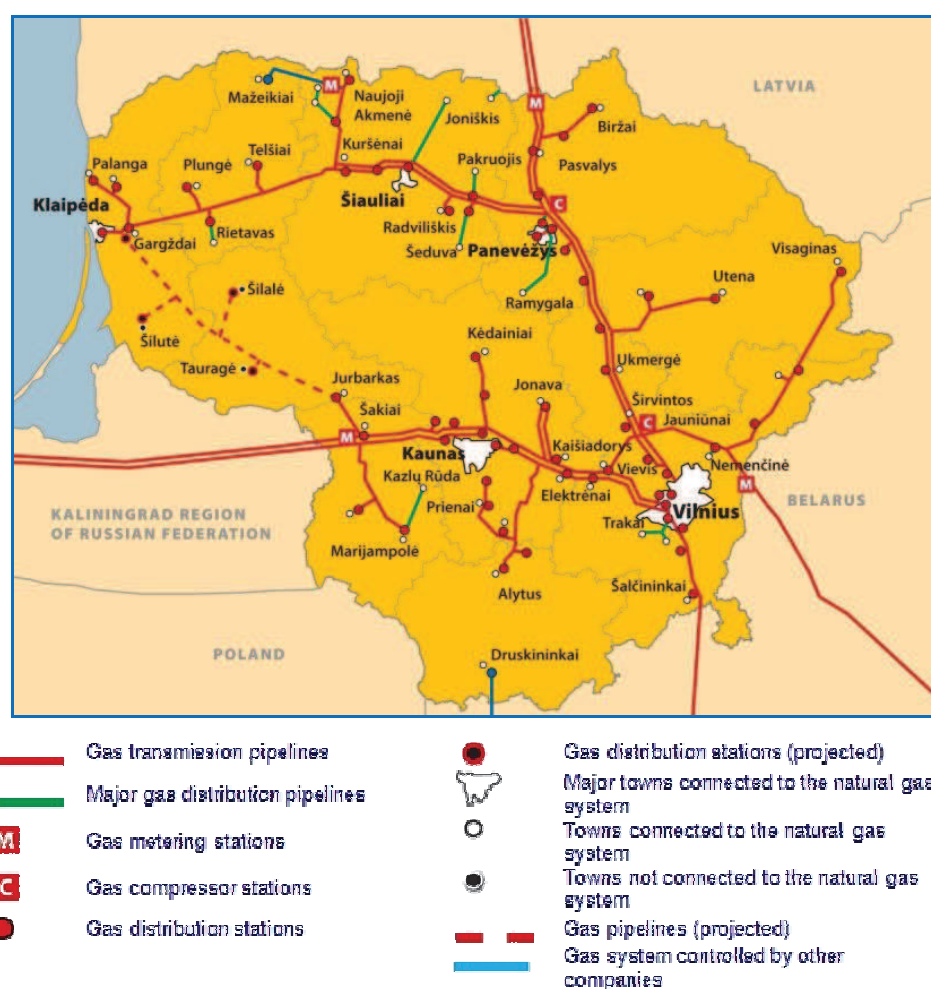 LATVIA
M
Mažeikiai
Naujoji
Akmenė
Joniškis
M
Biržai
Kuršėnai
Telšiai
Plungė
Palanga
Pakruojis
Pasvalys
Klaipėda
Šiauliai
C
Rietavas
Gargždai
Radviliškis
Šeduva
Panevėžys
Visaginas
Utena
Šilalė
Ramygala
Šilutė
Kėdainiai
Tauragė
Ukmergė
Jurbarkas
Jonava
Šakiai
Širvintos
C
Jauniūnai
M
Kaunas
Kaišiadorys
Vievis
Nemenčinė
Kazlų Rūda
M
Elektrėnai
BELARUS
Prienai
Vilnius
KALININGRAD REGION
OF RUSSIAN FEDERATION
Trakai
Marijampolė
Alytus
Šalčininkai
POLAND
Druskininkai
Gas transmission pipelines
Major gas distribution pipelines
M
Gas metering stations
C
Gas compressor stations
Gas distribution stations
Gas distribution stations (projected)
Major towns connected to the natural gas
system
Towns connected to the natural gas
system
Towns not connected to the natural gas
system
Gas pipelines (projected)
Gas system controlled by other
companies